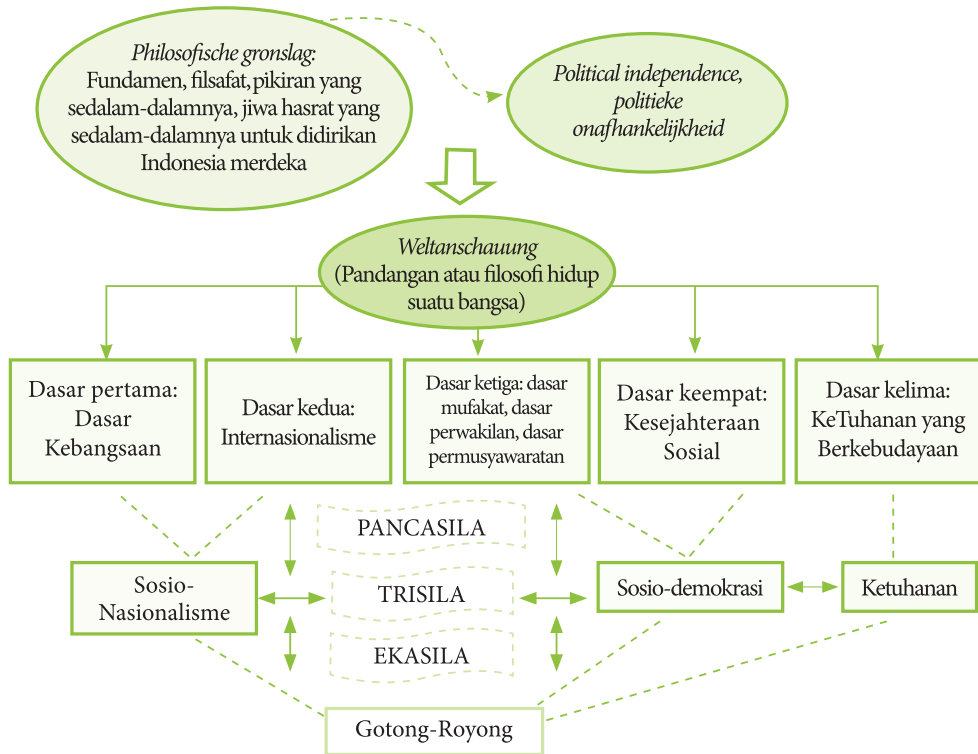 Philosofische gronslag:
Fundamen, filsafat, pikiran yang
sedalam-dalamnya, jiwa hasrat yang
sedalam-dalamnya untuk didirikan
Indonesia merdeka
Political independence,
politieke
onafhankelijkheid
Weltanschauung
(Pandangan atau filosofi hidup
suatu bangsa)
Dasar pertama:
Dasar
Kebangsaan
Dasar kedua:
Internasionalisme
Dasar ketiga: dasar
mufakat, dasar
perwakilan, dasar
permusyawaratan
Dasar keempat:
Kesejahteraan
Sosial
Dasar kelima:
KeTuhanan yang
Berkebudayaan
PANCASILA
Sosio-
Nasionalisme
TRISILA
Sosio-demokrasi
Ketuhanan
EKASILA
Gotong-Royong